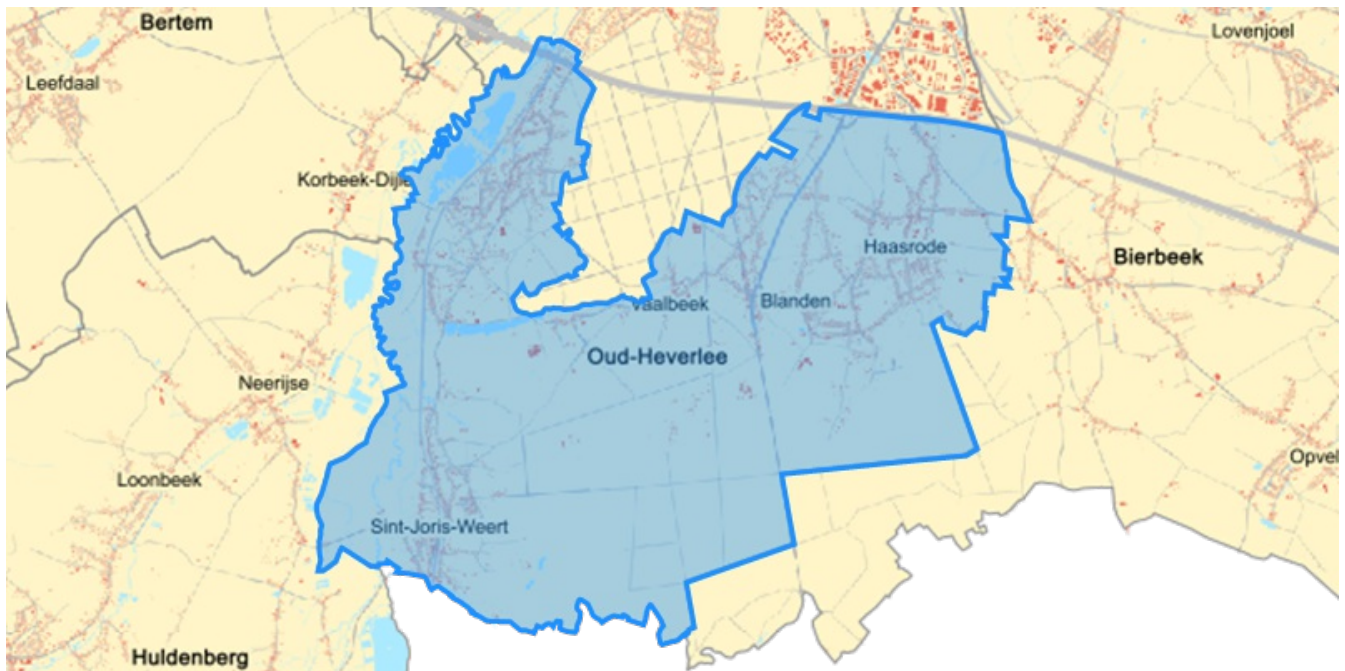 Bertem
Lovenjoel
Leefdaal
Korbeek-Dijle
Haasrode
Bierbeek
Vaalbeek
Blanden
Oud-Heverlee
Neerijse
Opvel
Loonbeek
Sint-Joris-Weert
Huldenberg